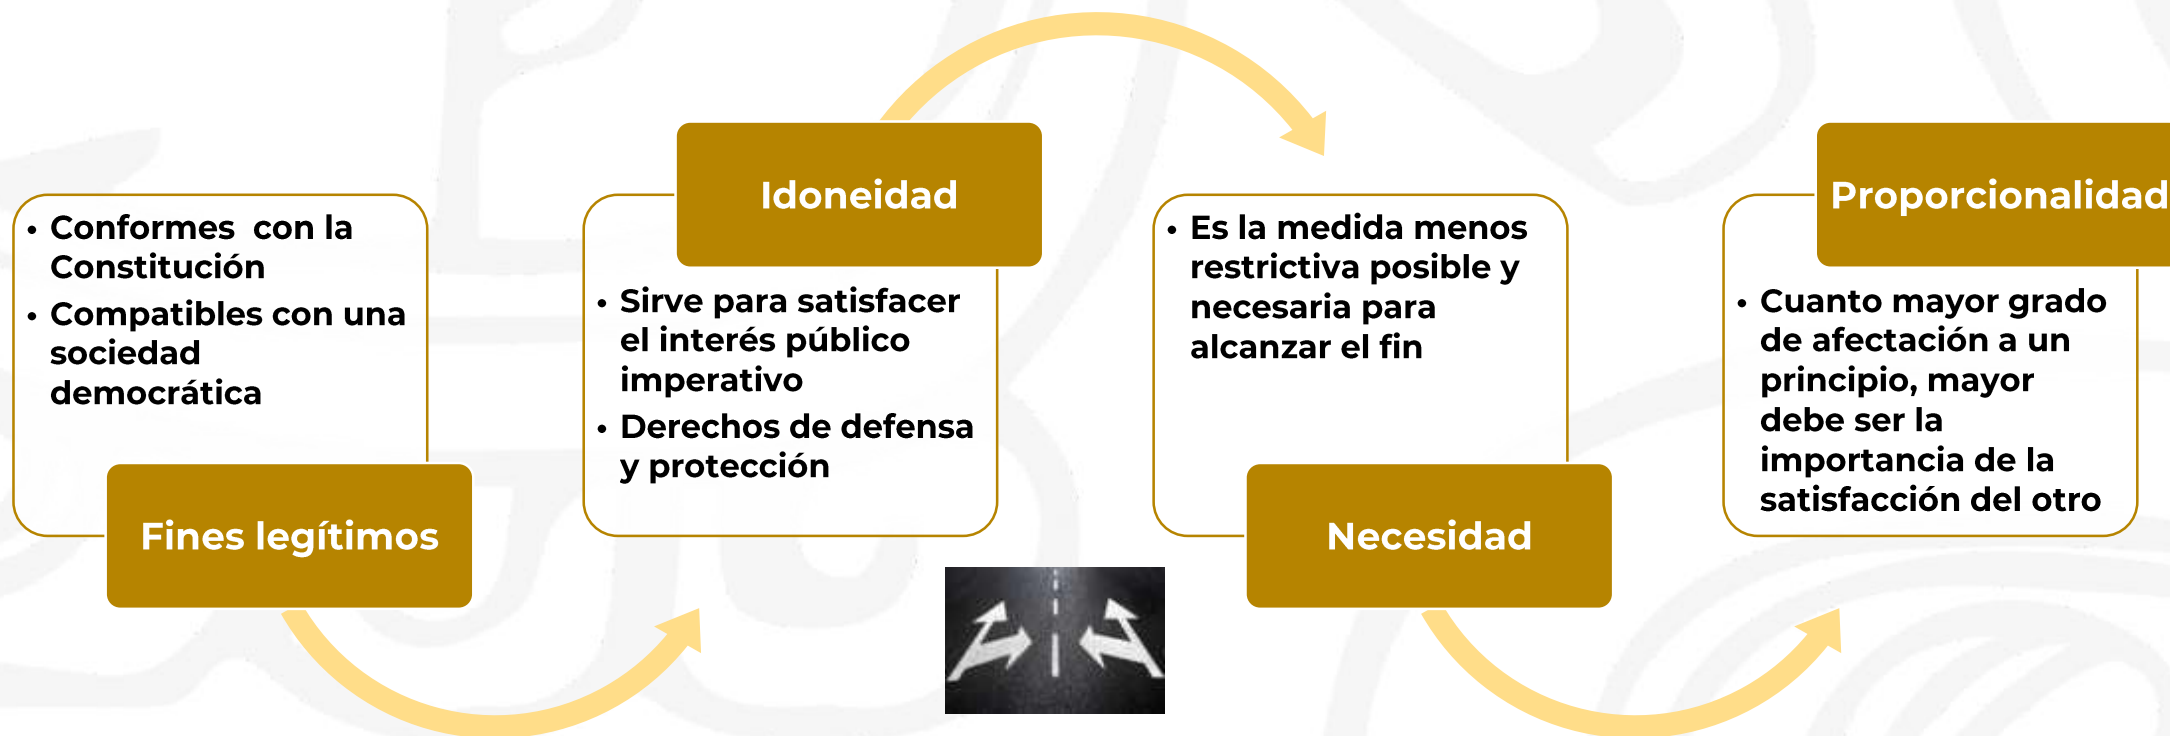 • Conformes con la
Constitución
• Compatibles con una
sociedad
democrática
Fines legítimos
Idoneidad
• Sirve para satisfacer
el interés público
imperativo
• Derechos de defensa
y protección
• Es la medida menos
restrictiva posible y
necesaria para
alcanzar el fin
Necesidad
Proporcionalidad
• Cuanto mayor grado
de afectación a un
principio, mayor
debe ser la
importancia de la
satisfacción del otro